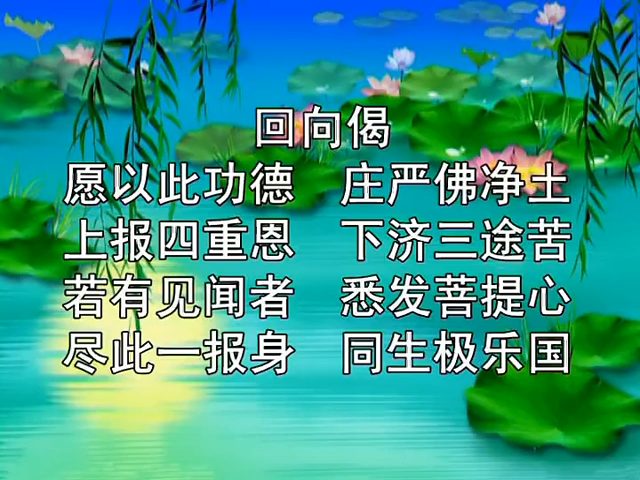 回向偈
愿以此功德 庄严佛净土
上报四重恩 下济三途苦
若有见闻者 悉发菩提心
尽此一报身 同生极乐国